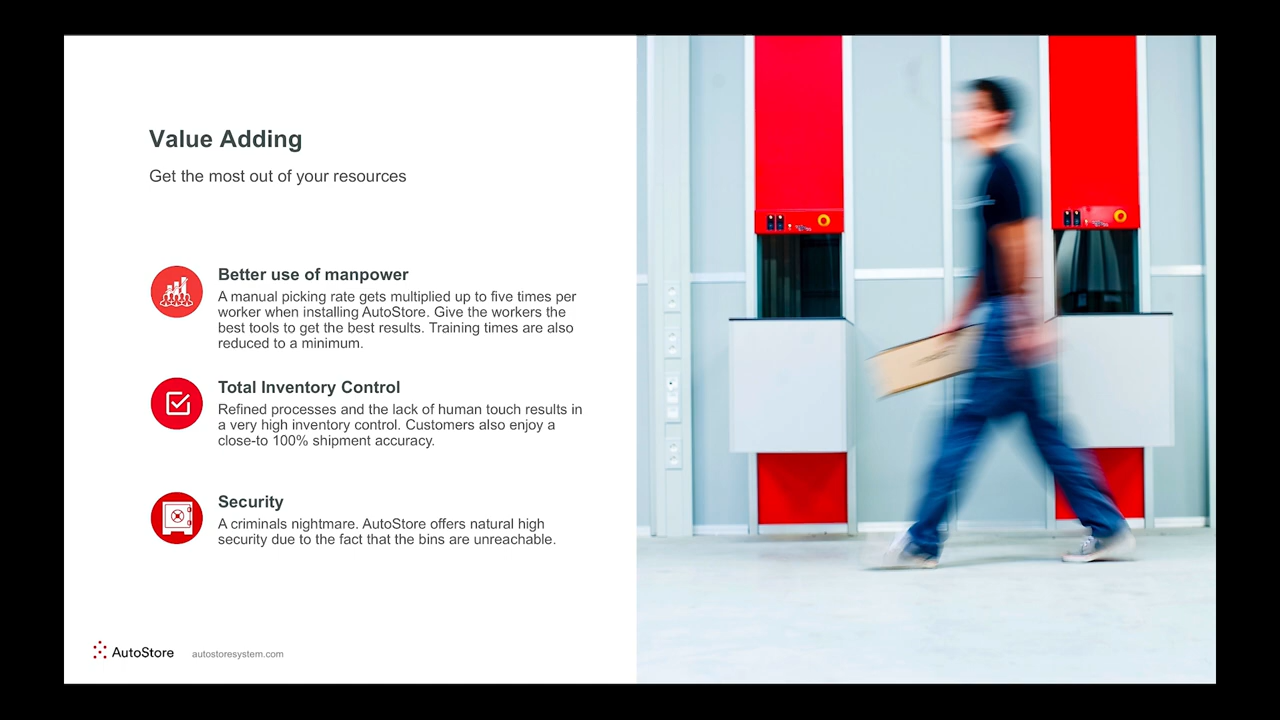 Value Adding
Get the most out of your resources
Better use of manpower
A manual picking rate gets multiplied up to five times per
worker when installing AutoStore. Give the workers the
best tools to get the best results. Training times are also
reduced to a minimum.
Total Inventory Control
Refined processes and the lack of human touch results in
a very high inventory control. Customers also enjoy a
close-to 100% shipment accuracy.
Security
A criminals nightmare. AutoStore offers natural high
security due to the fact that the bins are unreachable.
AutoStore
autostoresystem.com